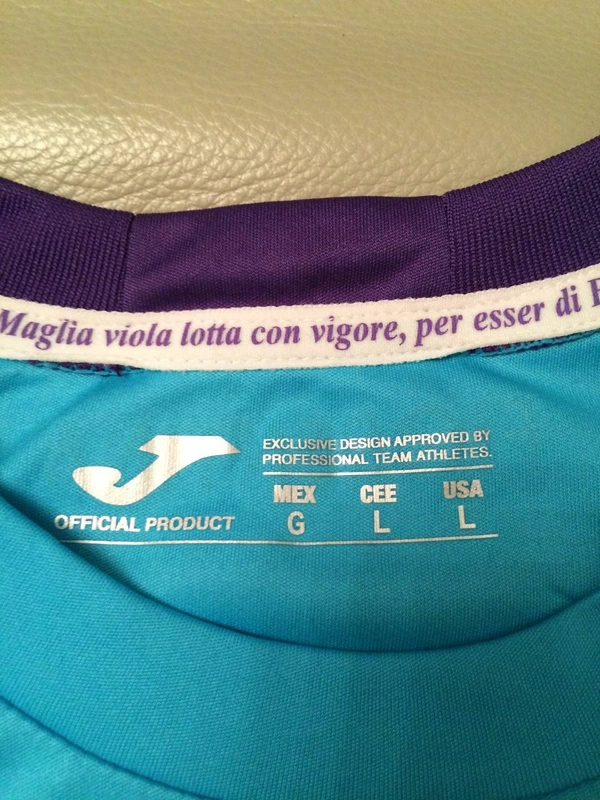 Maglia viola lotta con vigore, per esser di
EXCLUSIVE DESIGN APPROVED BY
PROFESSIONAL TEAM ATHLETES.
OFFICIAL PRODUCT
MEX CEE USA
G L L